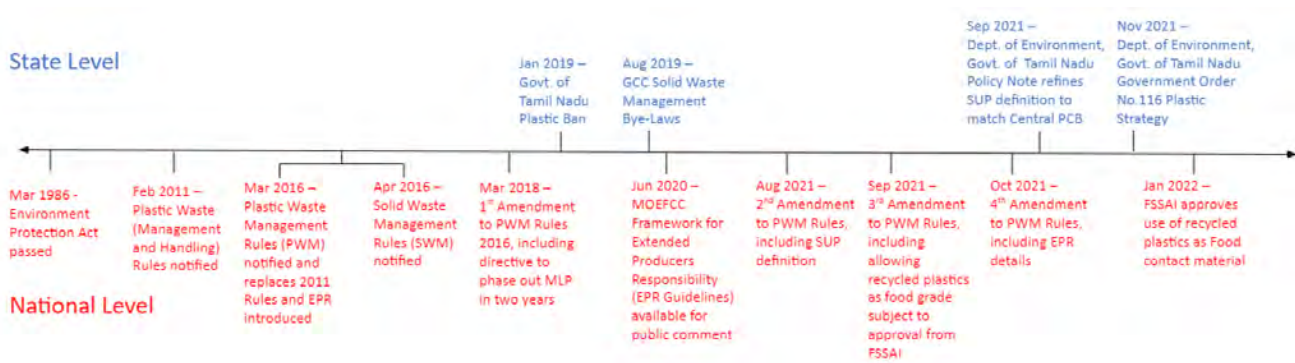 State Level
Jan 2019 –
Govt. of
Tamil Nadu
Plastic Ban
Aug 2019 –
GCC Solid Waste
Management
Bye-Laws
Sep 2021 –
Dept. of Environment,
Govt. of Tamil Nadu
Policy Note refines
SUP definition to
match Central PCB
Nov 2021 –
Dept. of Environment,
Govt. of Tamil Nadu
Government Order
No.116 Plastic
Strategy
Mar 1986 -
Environment
Protection Act
passed
Feb 2011 –
Plastic Waste
(Management
and Handling)
Rules notified
Mar 2016 –
Plastic Waste
Management
Rules (PWM)
notified and
replaces 2011
Rules and EPR
introduced
Apr 2016 –
Solid Waste
Management
Rules (SWM)
notified
Mar 2018 –
1st Amendment
to PWM Rules
2016, including
directive to
phase out MLP
in two years
Jun 2020 –
MOEFCC
Framework for
Extended
Producers
Responsibility
(EPR Guidelines)
available for
public comment
Aug 2021 –
2nd Amendment
to PWM Rules,
including SUP
definition
Sep 2021 –
3rd Amendment
to PWM Rules,
including
allowing
recycled plastics
as food grade
subject to
approval from
FSSAI
Oct 2021 –
4th Amendment
to PWM Rules,
including EPR
details
Jan 2022 –
FSSAI approves
use of recycled
plastics as Food
contact material
National Level